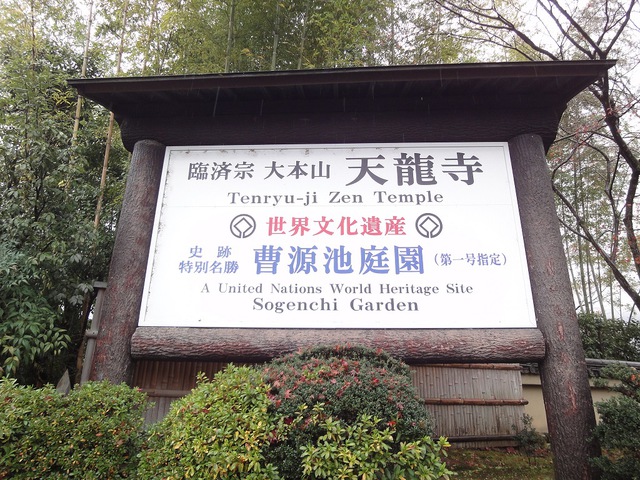 臨済宗 大本山 天龍寺
Tenryu-ji Zen Temple
世界文化遺産
史跡
特別名勝 曹源池庭園 (第一号指定)
A United Nations World Heritage Site
Sogenchi Garden